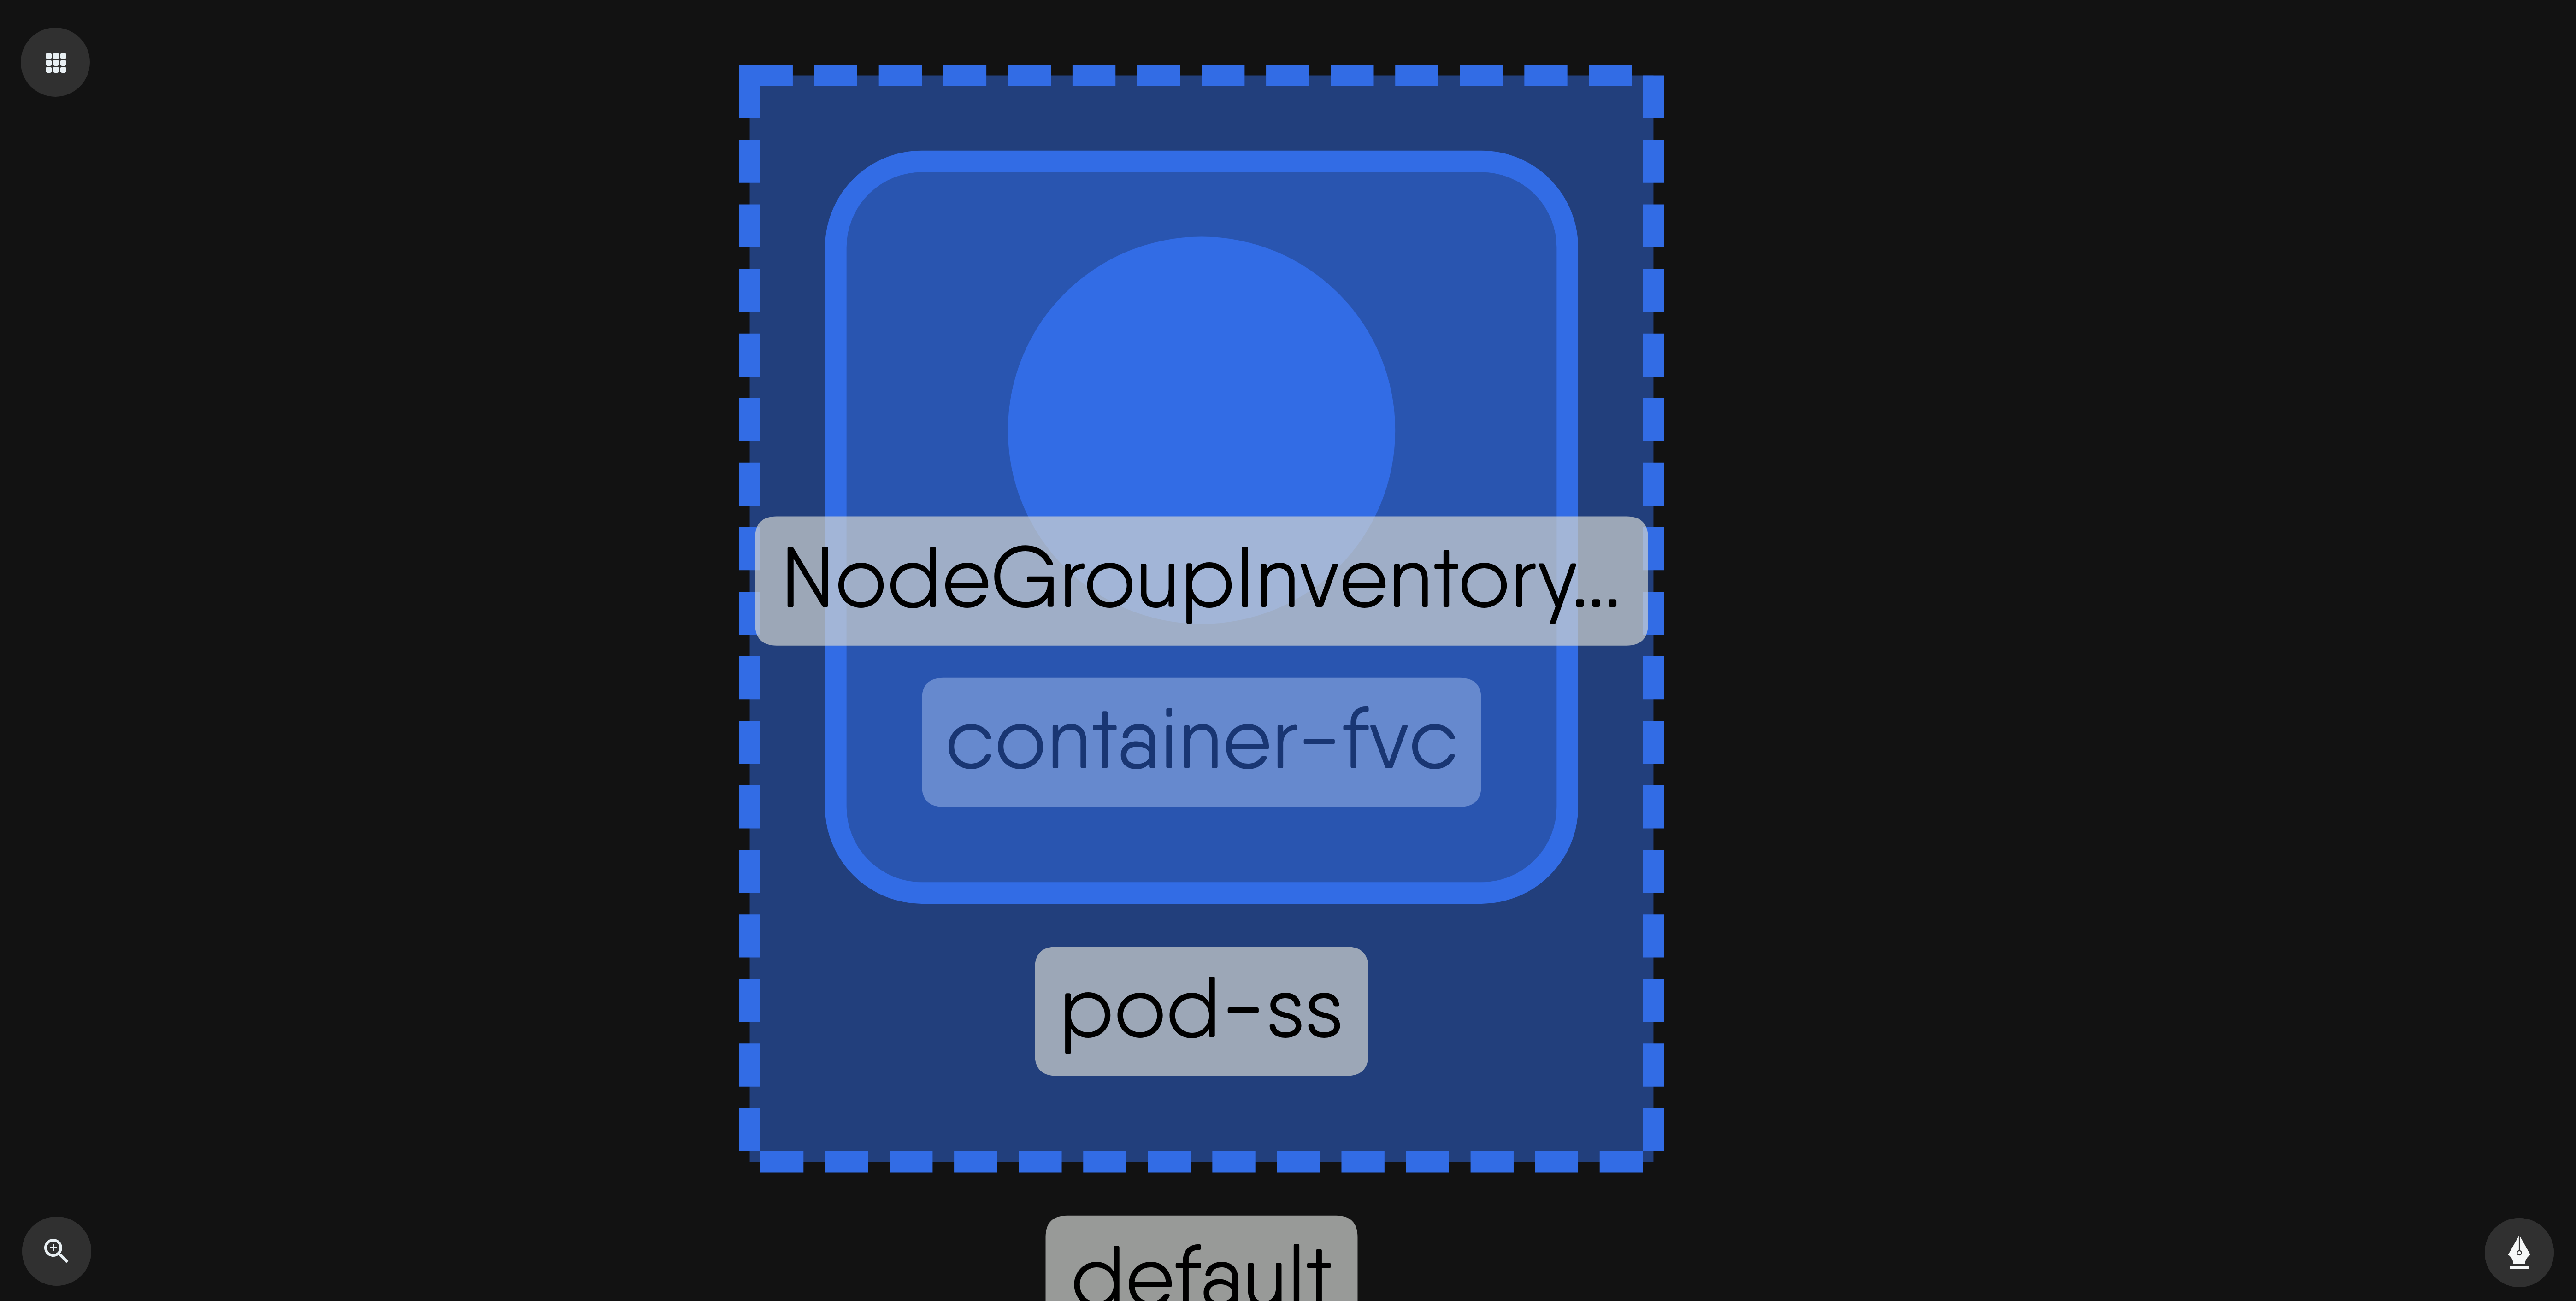 NodeGroupInventory...
container-fvc
pod-ss
default